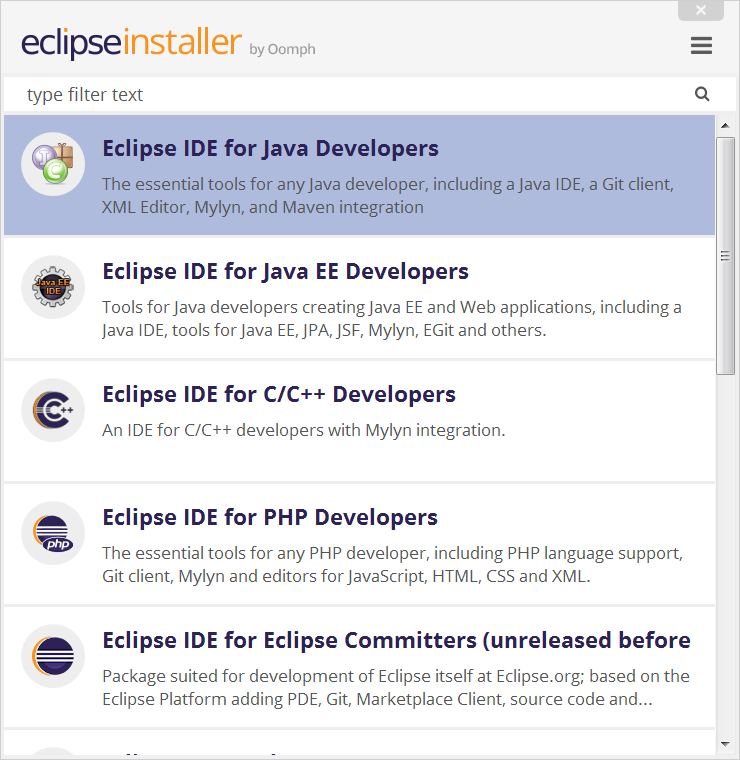 eclipse installer by Oomph
type filter text
Eclipse IDE for Java Developers
The essential tools for any Java developer, including a Java IDE, a Git client,
XML Editor, Mylyn, and Maven integration
Java EE
IDE
Eclipse IDE for Java EE Developers
Tools for Java developers creating Java EE and Web applications, including a
Java IDE, tools for Java EE, JPA, JSF, Mylyn, EGit and others.
C++
Eclipse IDE for C/C++ Developers
An IDE for C/C++ developers with Mylyn integration.
php
Eclipse IDE for PHP Developers
The essential tools for any PHP developer, including PHP language support,
Git client, Mylyn and editors for JavaScript, HTML, CSS and XML.
Eclipse IDE for Eclipse Committers (unreleased before
Package suited for development of Eclipse itself at Eclipse.org; based on the
Eclipse Platform adding PDE, Git, Marketplace Client, source code and...